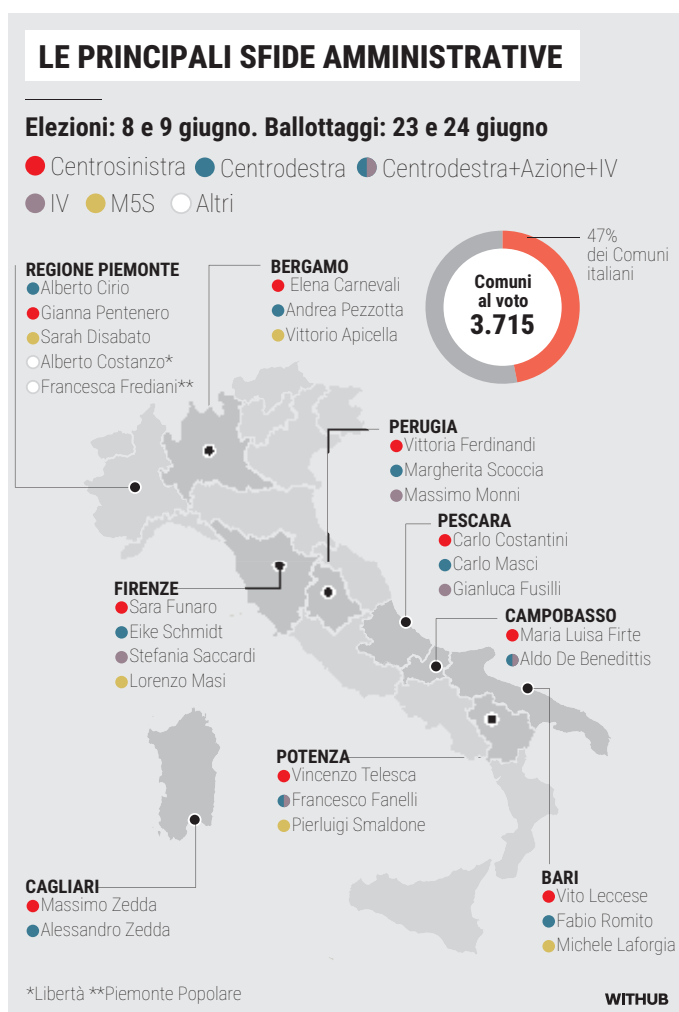 LE PRINCIPALI SFIDE AMMINISTRATIVE
Elezioni: 8 e 9 giugno. Ballottaggi: 23 e 24 giugno
Centrosinistra Centrodestra Centrodestra+Azione+IV
IV M5S Altri
47%
dei Comuni
italiani
Comuni
al voto
3.715
REGIONE PIEMONTE
Alberto Cirio
Gianna Pentenero
Sarah Disabato
Alberto Costanzo*
Francesca Frediani**
BERGAMO
Elena Carnevali
Andrea Pezzotta
Vittorio Apicella
PERUGIA
Vittoria Ferdinandi
Margherita Scoccia
Massimo Monni
PESCARA
Carlo Costantini
Carlo Masci
Gianluca Fusilli
FIRENZE
Sara Funaro
Eike Schmidt
Stefania Saccardi
Lorenzo Masi
CAMPOBASSO
Maria Luisa Firte
Aldo De Benedittis
POTENZA
Vincenzo Telesca
Francesco Fanelli
Pierluigi Smaldone
CAGLIARI
Massimo Zedda
Alessandro Zedda
BARI
Vito Leccese
Fabio Romito
Michele Laforgia
*Libertà **Piemonte Popolare
WITHUB